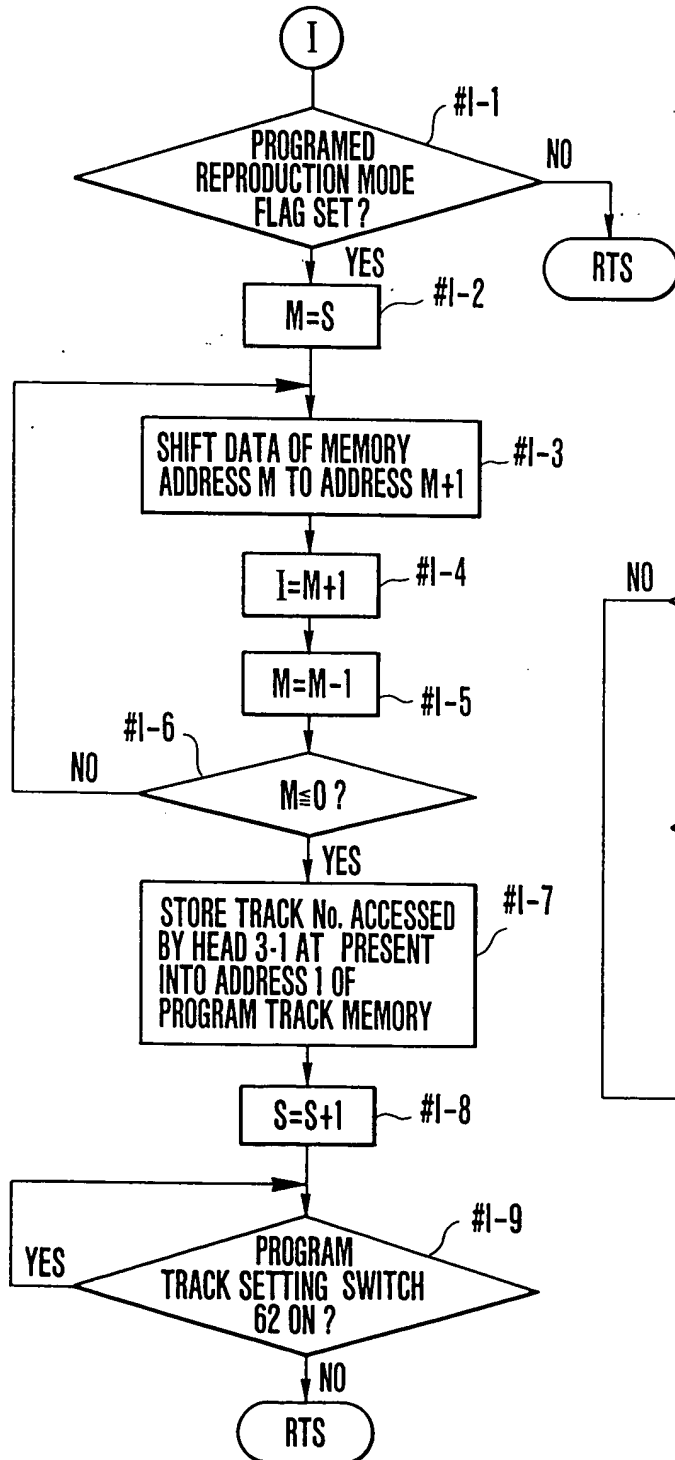 I
#I-1
PROGRAMED
REPRODUCTION MODE
FLAG SET ?
NO
RTS
YES
#I-2
M=S
SHIFT DATA OF MEMORY
ADDRESS M TO ADDRESS M+1
#I-3
I=M+1
#I-4
NO
M=M-1
#I-5
#I-6
NO
M≦0 ?
YES
STORE TRACK No. ACCESSED
BY HEAD 3-1 AT PRESENT
INTO ADDRESS 1 OF
PROGRAM TRACK MEMORY
#I-7
S=S+1
#I-8
#I-9
YES
PROGRAM
TRACK SETTING SWITCH
62 ON ?
NO
RTS